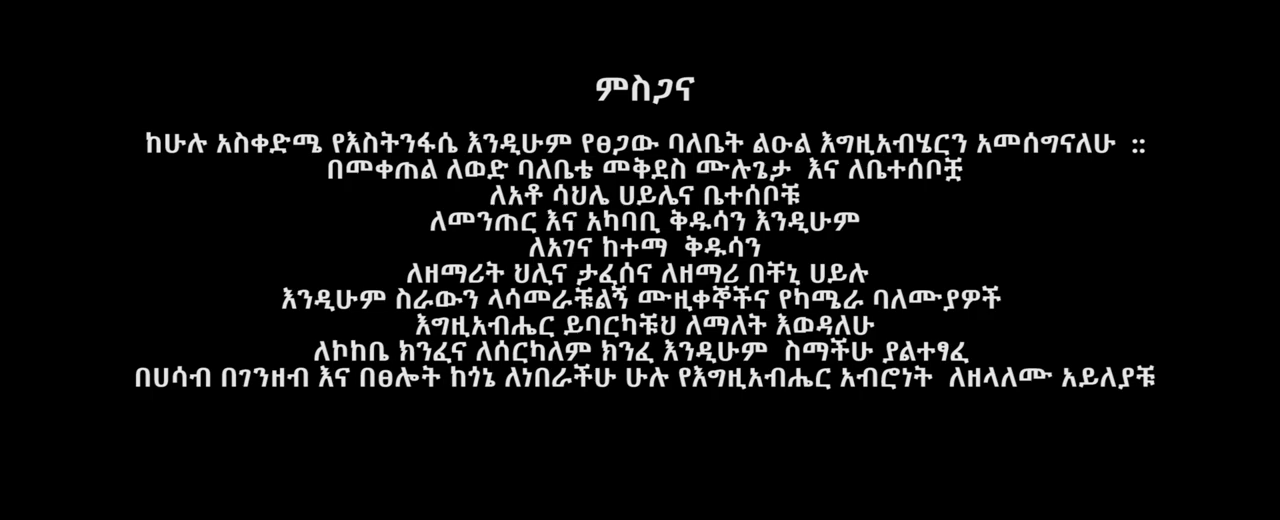 ምስጋና
ከሁሉ አስቀድሜ የእስትንፋሴ እንዲሁም የፀጋው ባለቤት ልዑል እግዚአብሄርን አመሰግናለሁ ።
በመቀጠል ለወድ ባለቤቴ መቅደስ ሙሉጌታ እና ለቤተሰቦቿ
ለአቶ ሳህሌ ሀይሌና ቤተሰቦቹ
ለመንጠር እና አካባቢ ቅዱሳን እንዲሁም
ለአገና ከተማ ቅዱሳን
ለዘማሪት ህሊና ታፈሰና ለዘማሪ በቸኒ ሀይሉ
እንዲሁም ስራውን ላሳመራቹልኝ ሙዚቀኞችና የካሜራ ባለሙያዎች
እግዚአብሔር ይባርካቹህ ለማለት እወዳለሁ
ለኮከቤ ክንፈና ለሰርካለም ክንፈ እንዲሁም ስማችሁ ያልተፃፈ
በሀሳብ በገንዘብ እና በፀሎት ከጎኔ ለነበራችሁ ሁሉ የእግዚአብሔር አብሮነት ለዘላለሙ አይለያቹ